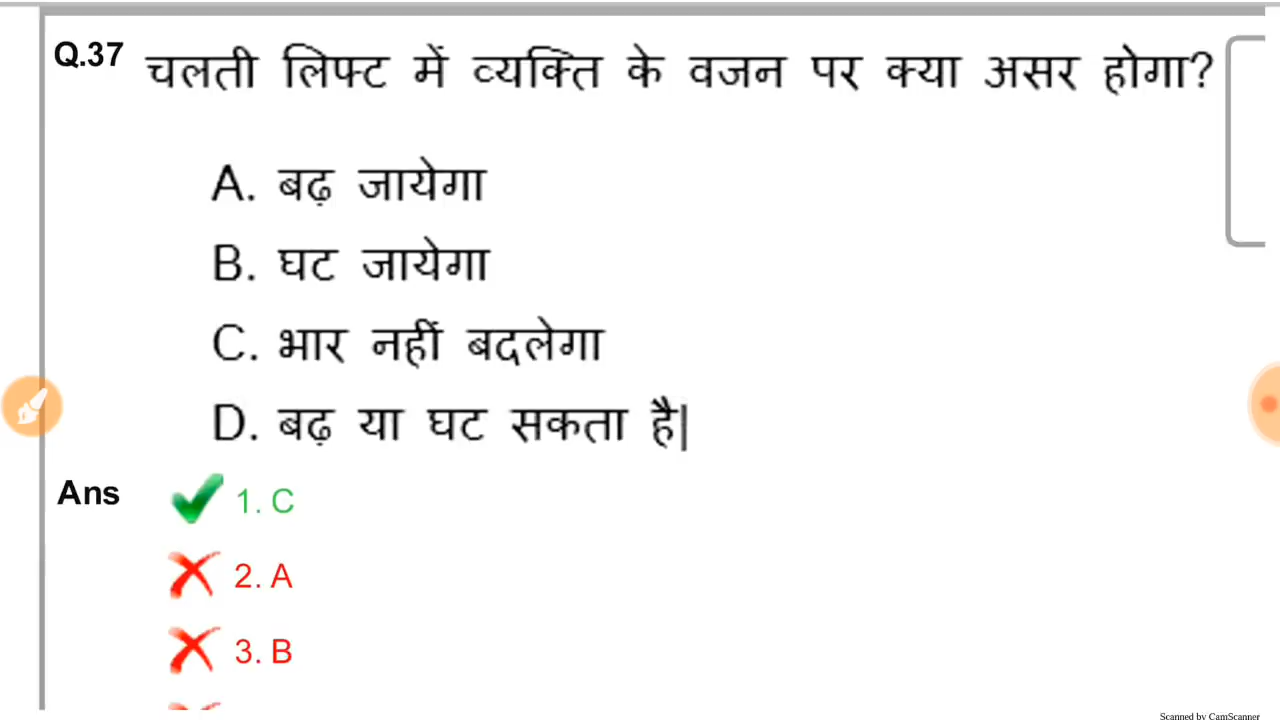 Q.37 चलती लिफ्ट में व्यक्ति के वजन पर क्या असर होगा?
A. बढ़ जायेगा
B. घट जायेगा
C. भार नहीं बदलेगा
D. बढ़ या घट सकता है|
Ans 1. C
2. A
3. B
Scanned by CamScanner